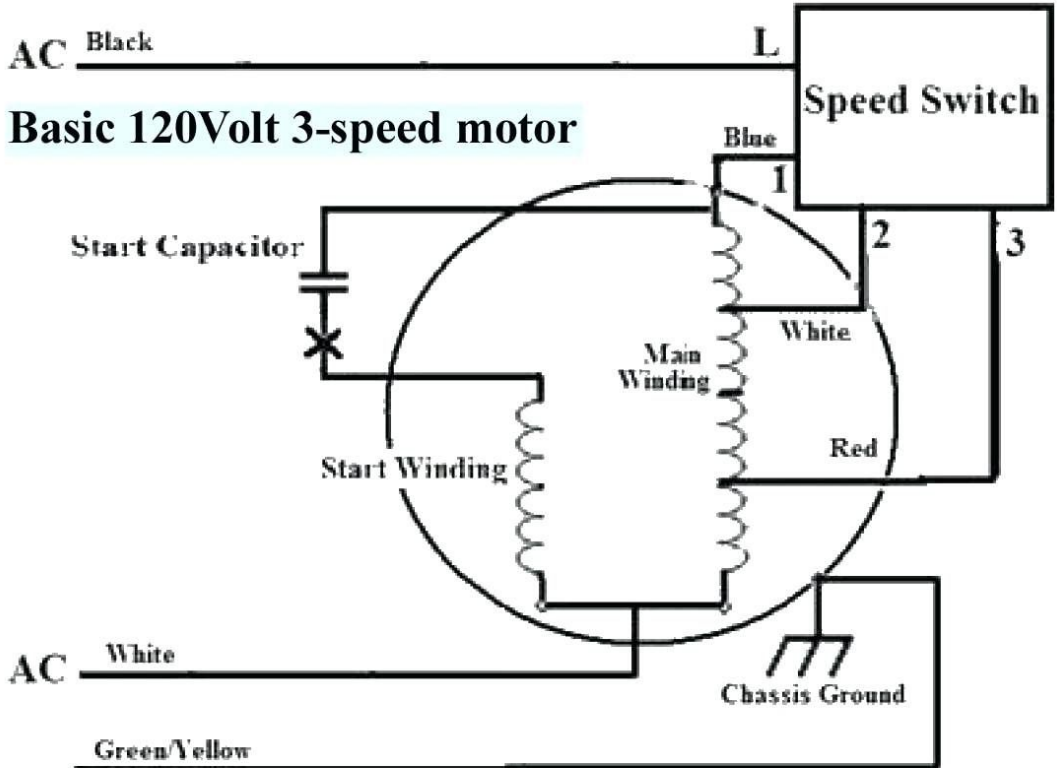 AC Black
L
Speed Switch
Basic 120Volt 3-speed motor
Blue
1
2
3
Start Capacitor
White
Main
Winding
Red
Start Winding
AC White
Chassis Ground
Green/Yellow